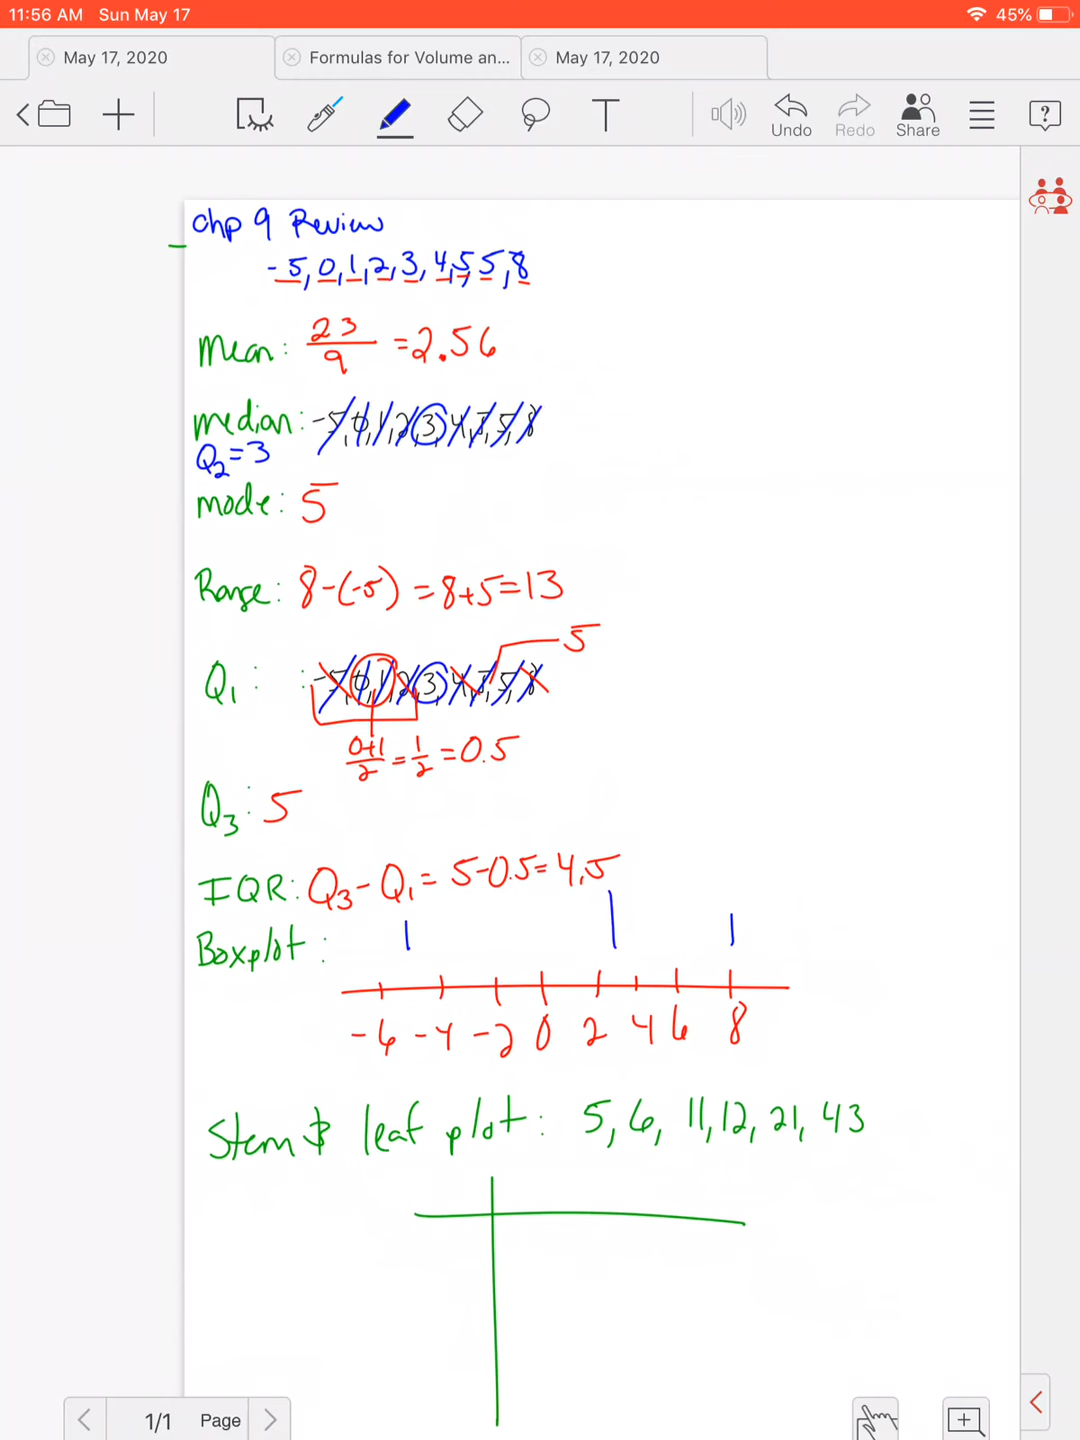 11:56 AM Sun May 17
45%
May 17, 2020
Formulas for Volume an...
May 17, 2020
T
Undo
Redo
Share
?
Chp 9 Review
-5, 0, 1, 2, 3, 4, 5, 5, 8
Mean: 23/9 = 2.56
median: -5, 0, 1, 2, 3, 4, 5, 5, 8
Q2=3
mode: 5
Range: 8-(-5) = 8+5=13
5
Q1: : -5, 0, 1, 2, 3, 4, 5, 5, 8
0+1/2 = 1/2 = 0.5
Q3: 5
IQR: Q3 - Q1 = 5-0.5= 4.5
Boxplot:
-6 -4 -2 0 2 4 6 8
Stem & leaf plot: 5, 6, 11, 12, 21, 43
1/1 Page